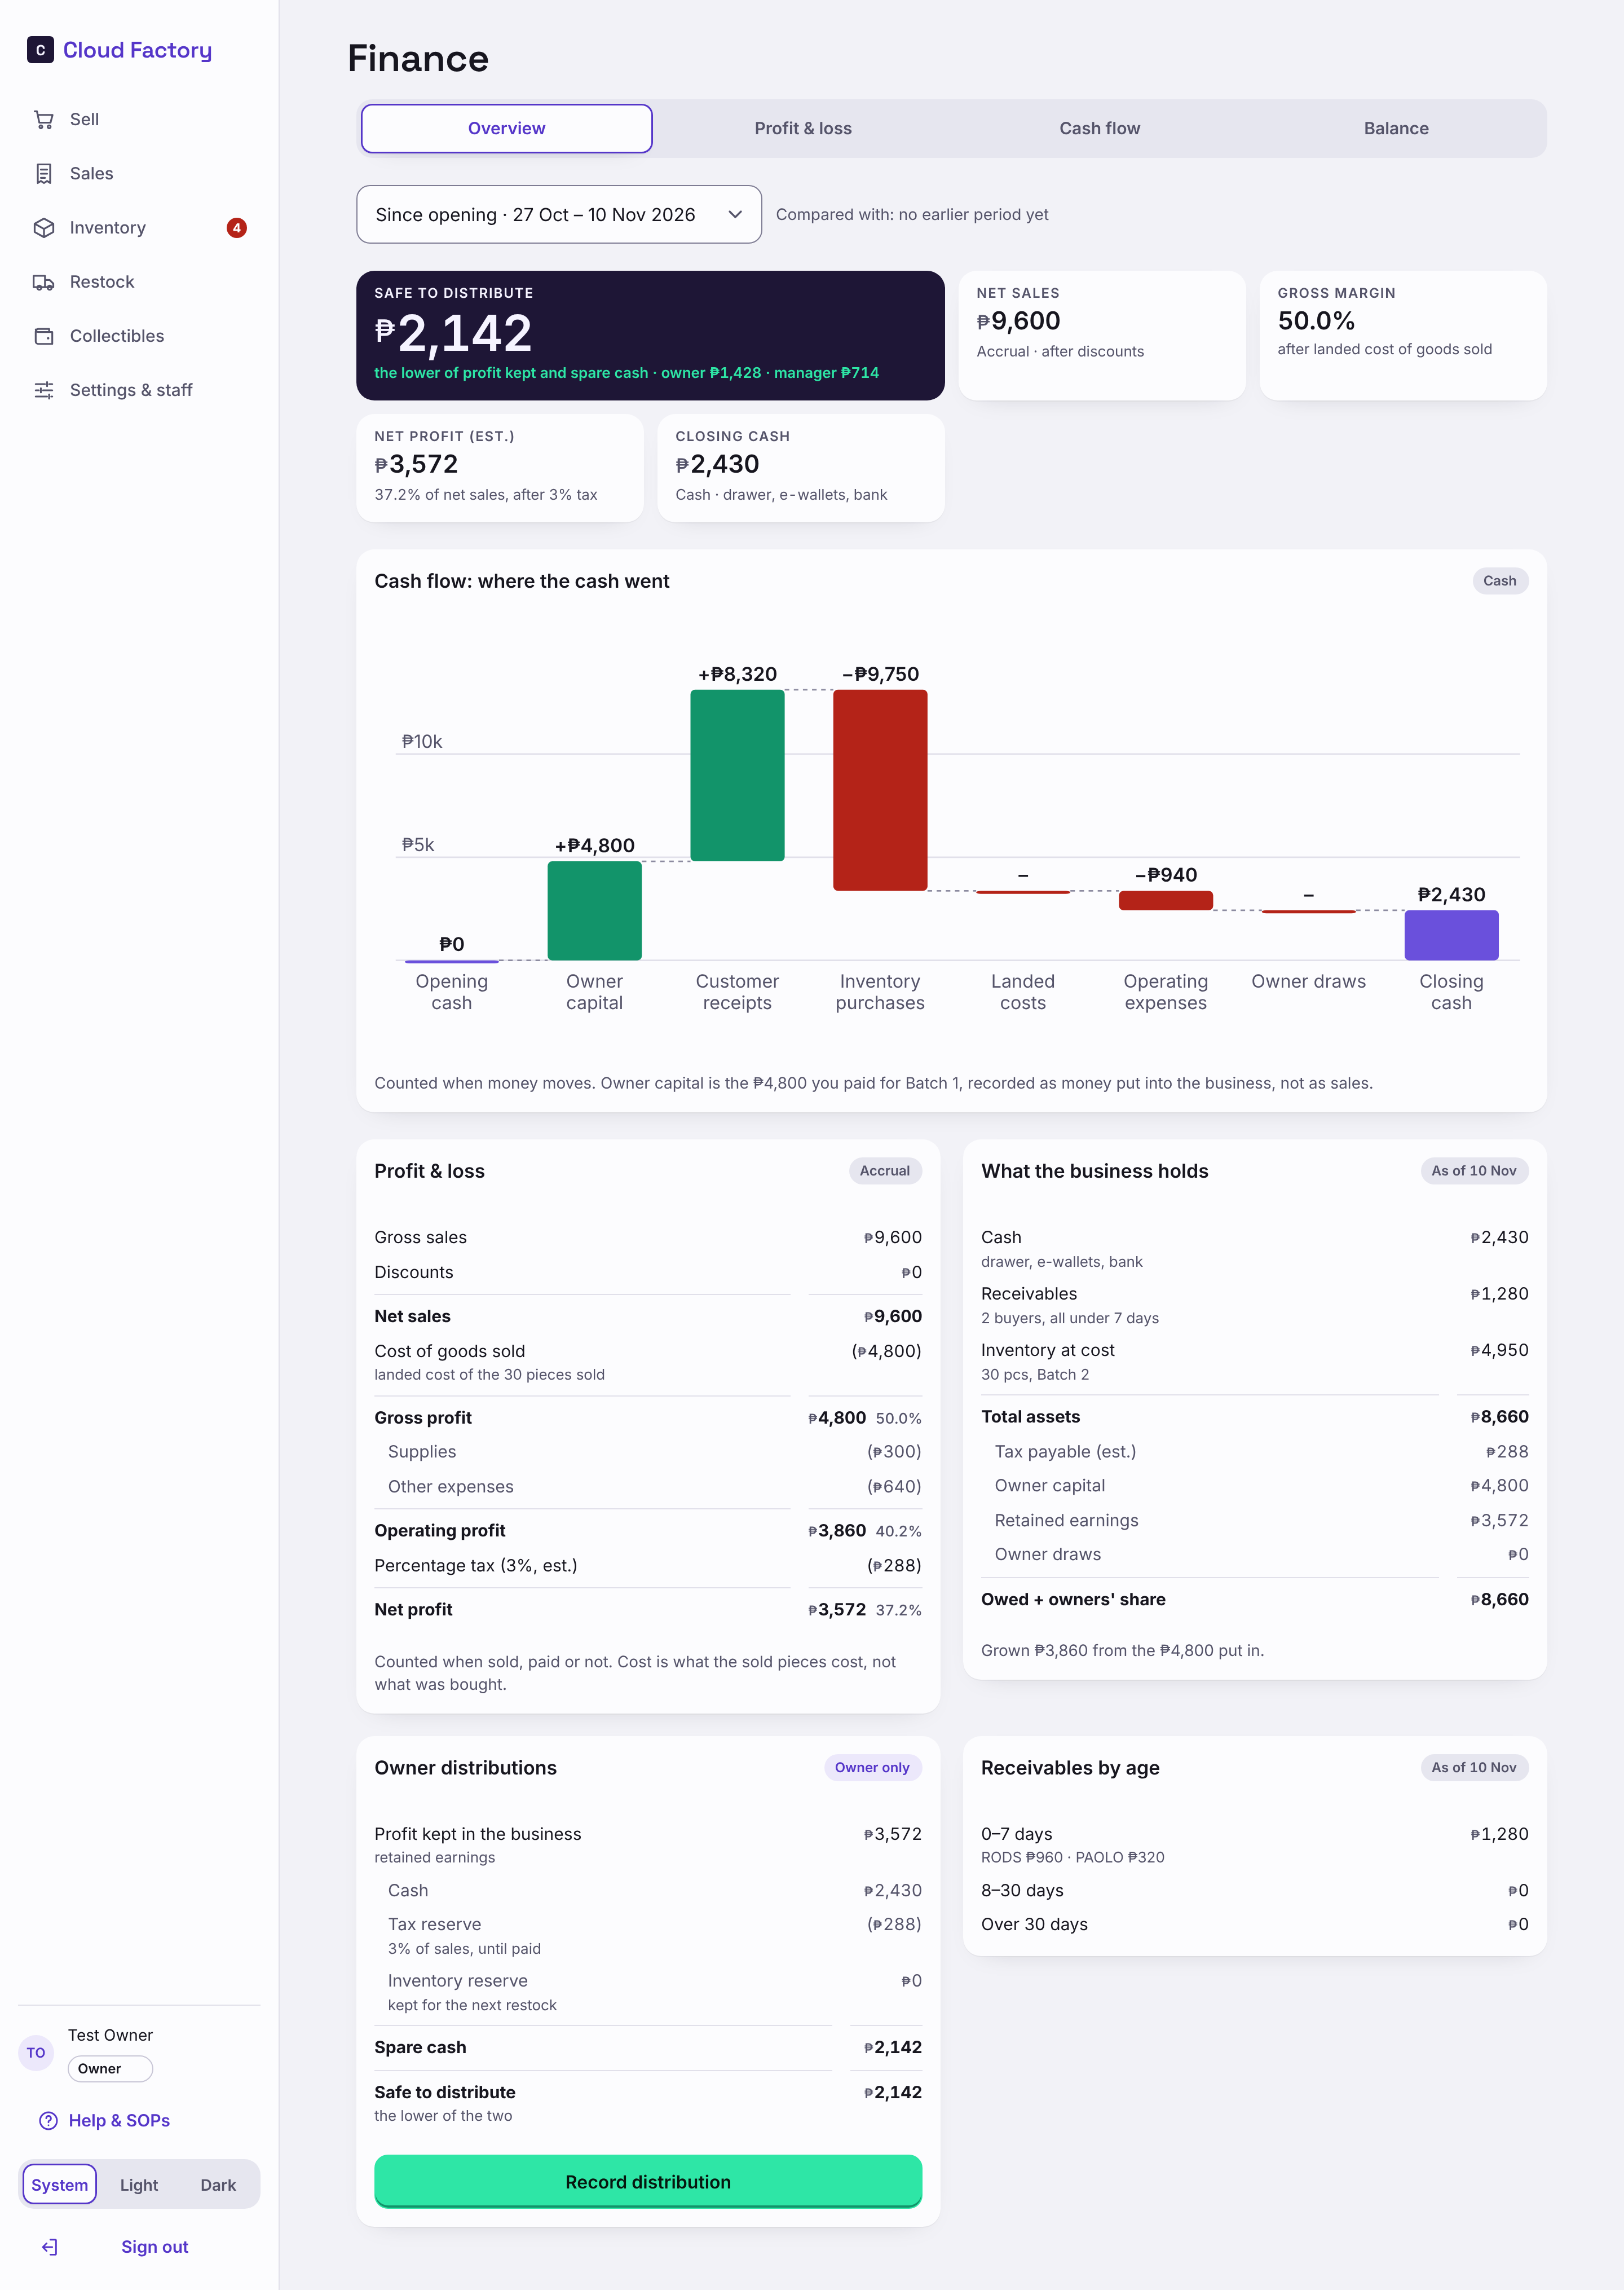 C Cloud Factory
Sell
Sales
Inventory 4
Restock
Collectibles
Settings & staff
Test Owner
TO
Owner
Help & SOPs
System Light Dark
Sign out
Finance
Overview Profit & loss Cash flow Balance
Since opening · 27 Oct – 10 Nov 2026
Compared with: no earlier period yet
SAFE TO DISTRIBUTE
₱2,142
the lower of profit kept and spare cash · owner ₱1,428 · manager ₱714
NET SALES
₱9,600
Accrual · after discounts
GROSS MARGIN
50.0%
after landed cost of goods sold
NET PROFIT (EST.)
₱3,572
37.2% of net sales, after 3% tax
CLOSING CASH
₱2,430
Cash · drawer, e-wallets, bank
Cash flow: where the cash went
Cash
+₱8,320
−₱9,750
₱10k
₱5k
+₱4,800
–
−₱940
–
₱2,430
₱0
Opening
cash
Owner
capital
Customer
receipts
Inventory
purchases
Landed
costs
Operating
expenses
Owner draws
Closing
cash
Counted when money moves. Owner capital is the ₱4,800 you paid for Batch 1, recorded as money put into the business, not as sales.
Profit & loss
Accrual
Gross sales ₱9,600
Discounts ₱0
Net sales ₱9,600
Cost of goods sold (₱4,800)
landed cost of the 30 pieces sold
Gross profit ₱4,800 50.0%
Supplies (₱300)
Other expenses (₱640)
Operating profit ₱3,860 40.2%
Percentage tax (3%, est.) (₱288)
Net profit ₱3,572 37.2%
Counted when sold, paid or not. Cost is what the sold pieces cost, not
what was bought.
What the business holds
As of 10 Nov
Cash ₱2,430
drawer, e-wallets, bank
Receivables ₱1,280
2 buyers, all under 7 days
Inventory at cost ₱4,950
30 pcs, Batch 2
Total assets ₱8,660
Tax payable (est.) ₱288
Owner capital ₱4,800
Retained earnings ₱3,572
Owner draws ₱0
Owed + owners' share ₱8,660
Grown ₱3,860 from the ₱4,800 put in.
Owner distributions
Owner only
Profit kept in the business ₱3,572
retained earnings
Cash ₱2,430
Tax reserve (₱288)
3% of sales, until paid
Inventory reserve ₱0
kept for the next restock
Spare cash ₱2,142
Safe to distribute ₱2,142
the lower of the two
Record distribution
Receivables by age
As of 10 Nov
0–7 days ₱1,280
RODS ₱960 · PAOLO ₱320
8–30 days ₱0
Over 30 days ₱0